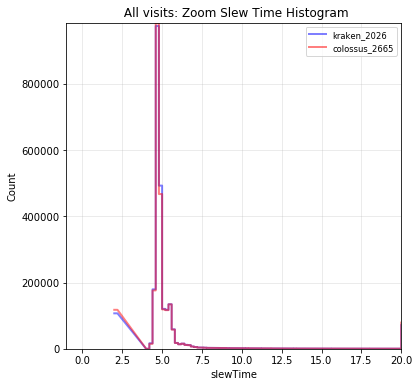 All visits: Zoom Slew Time Histogram
kraken_2026
colossus_2665
800000
600000
400000
200000
0
Count
0.0 2.5 5.0 7.5 10.0 12.5 15.0 17.5 20.0
slewTime